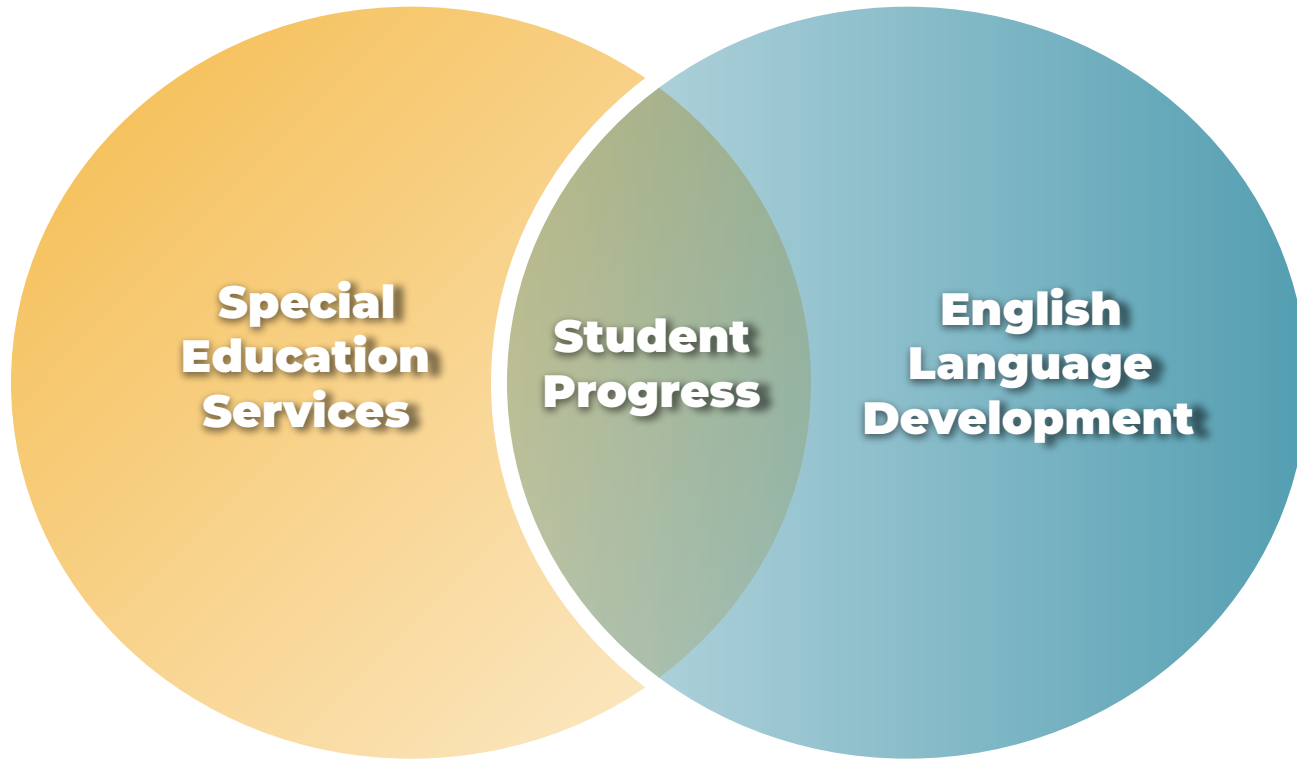 Special
Education
Services
Student
Progress
English
Language
Development